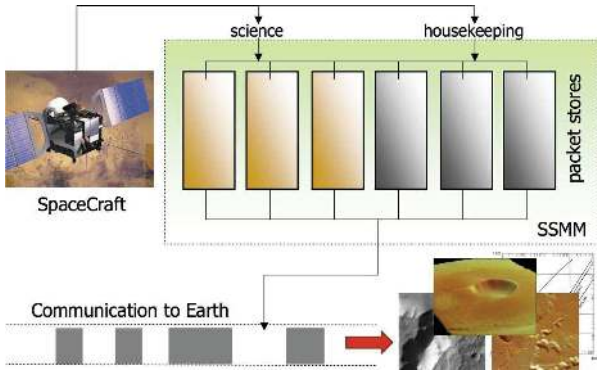 science
housekeeping
packet stores
SpaceCraft
SSMM
Communication to Earth